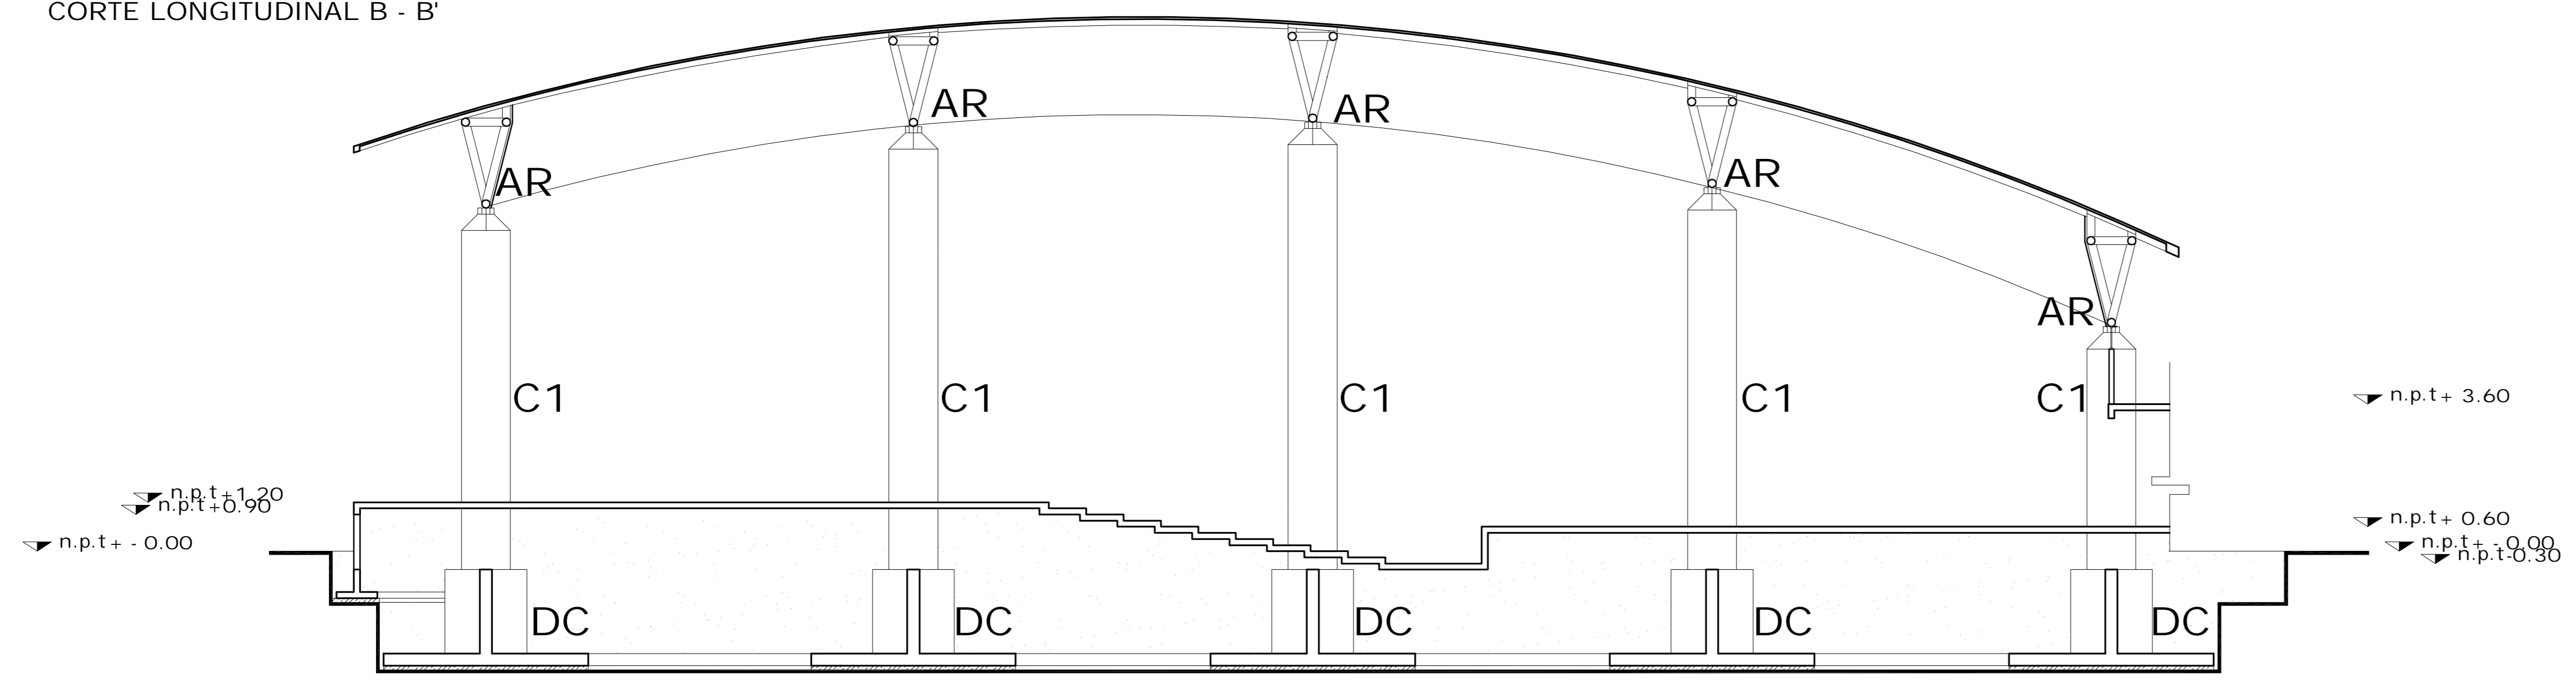 CORTE LONGITUDINAL B - B'
AR
AR
AR
AR
AR
C1
C1
C1
C1
C1
n.p.t+ 3.60
n.p.t+1.20
n.p.t+0.90
n.p.t+ - 0.00
n.p.t+ 0.60
n.p.t+ - 0.00
n.p.t-0.30
DC
DC
DC
DC
DC